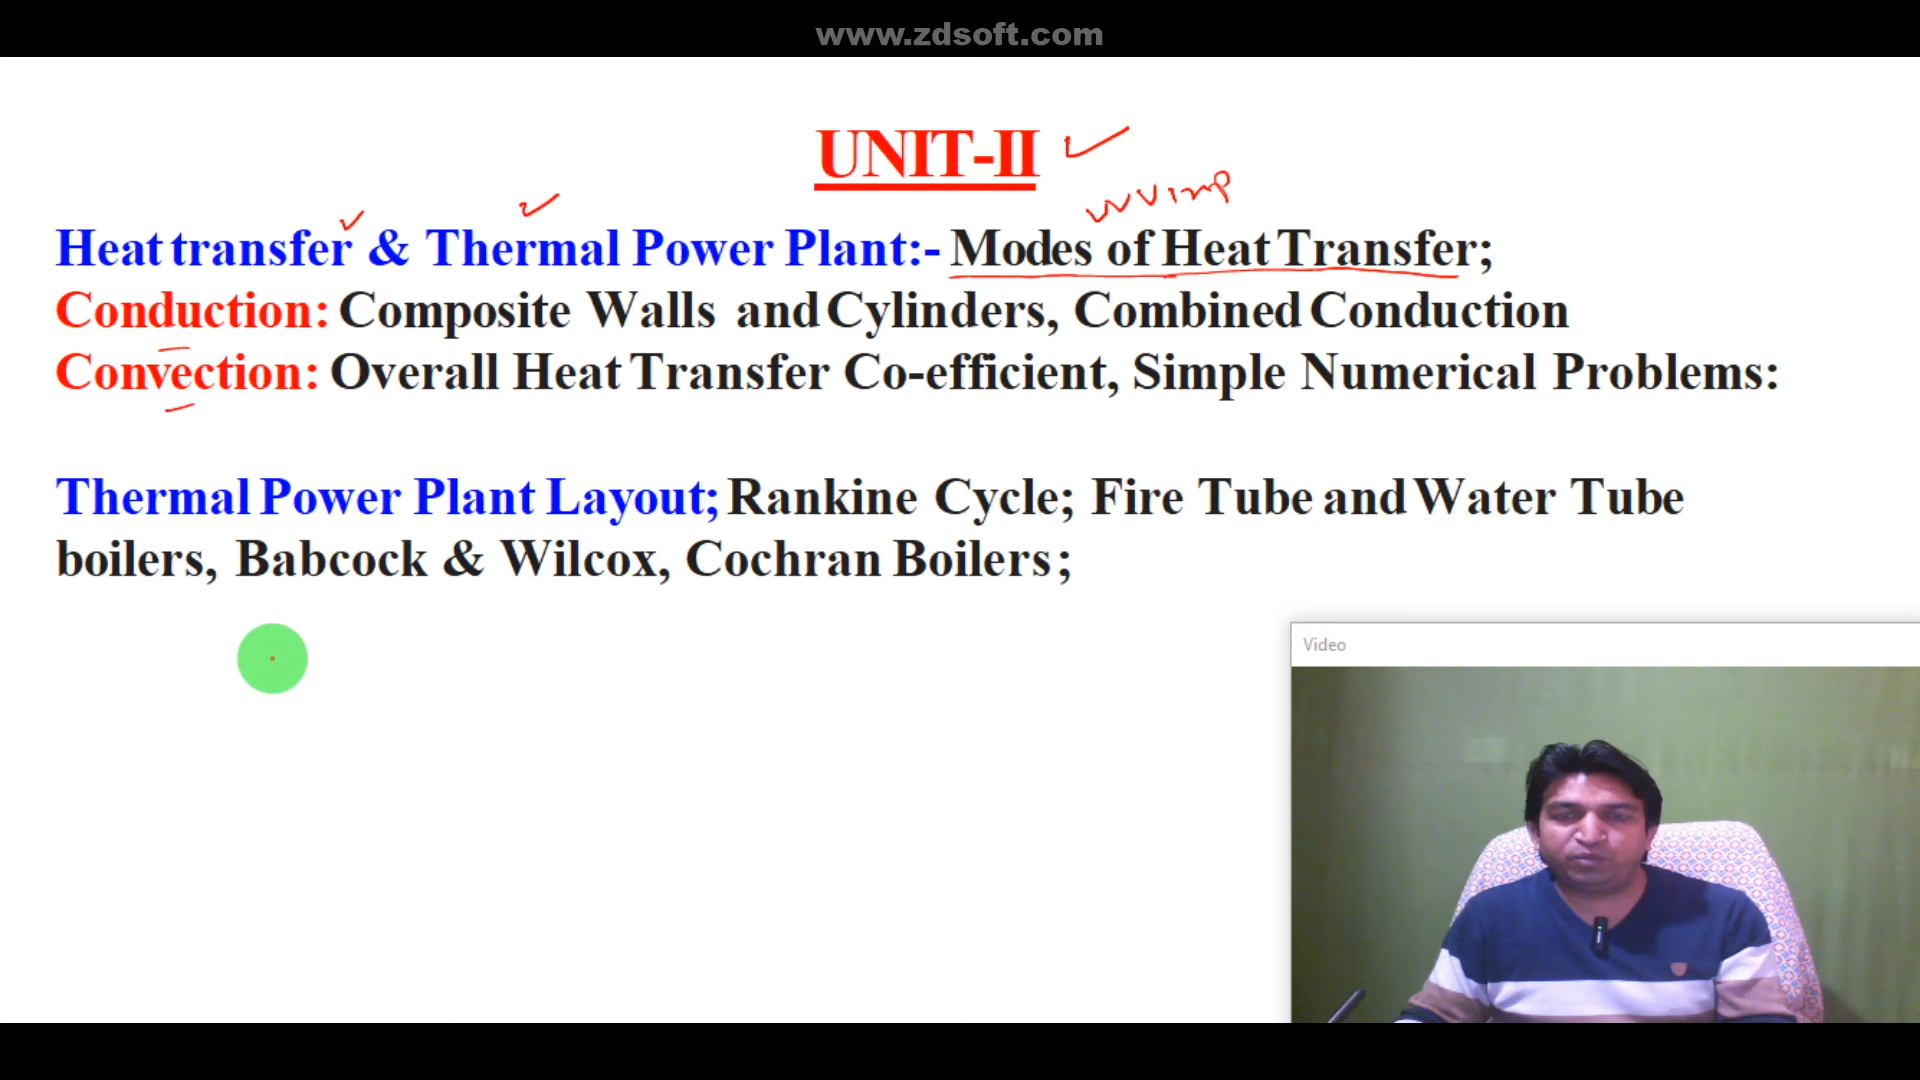 www.zdsoft.com
UNIT-II
VVVimp
Heat transfer & Thermal Power Plant:- Modes of Heat Transfer;
Conduction: Composite Walls and Cylinders, Combined Conduction
Convection: Overall Heat Transfer Co-efficient, Simple Numerical Problems:
Thermal Power Plant Layout; Rankine Cycle; Fire Tube and Water Tube
boilers, Babcock & Wilcox, Cochran Boilers;
Video